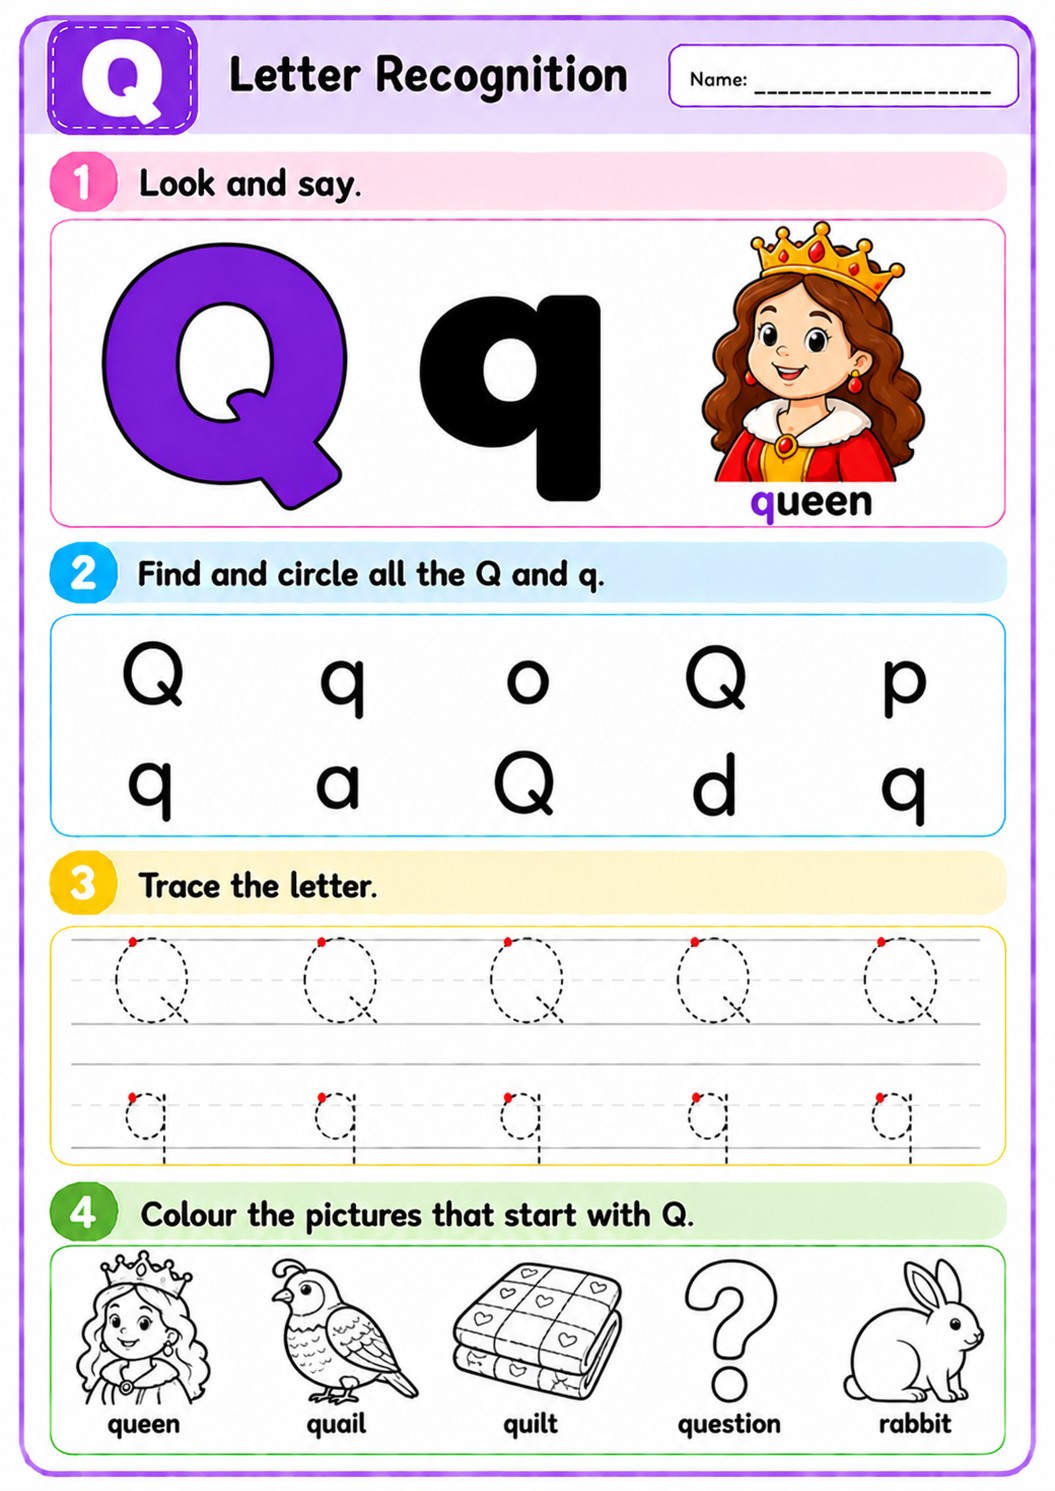 Q
Letter Recognition
Name: ____________________
1 Look and say.
Q q
queen
2 Find and circle all the Q and q.
Q q o Q p
q a Q d q
3 Trace the letter.
Q Q Q Q Q
q q q q q
4 Colour the pictures that start with Q.
?
queen quail quilt question rabbit